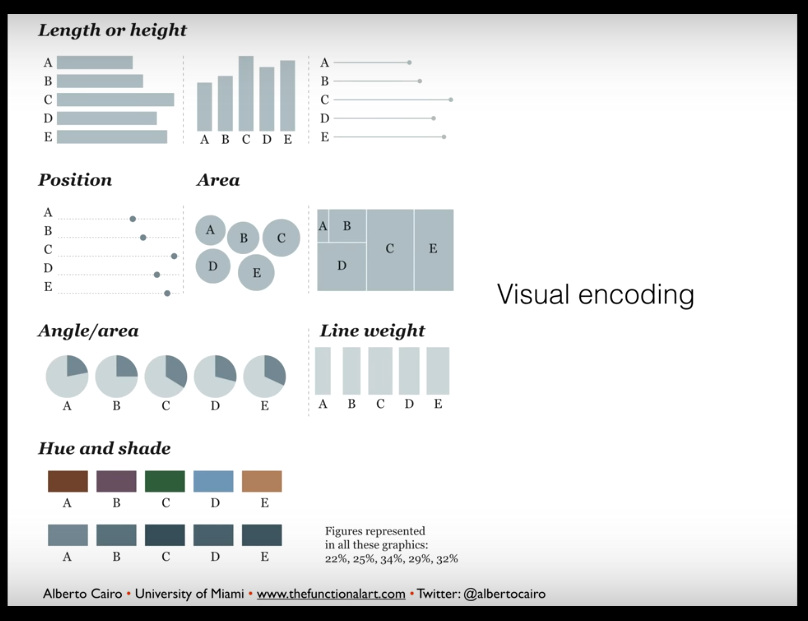 Length or height
A
B
C
D
E
A B C D E
A
B
C
D
E
Position
A
B
C
D
E
Area
A B C
D E
A B C E
D
Visual encoding
Angle/area
A B C D E
Line weight
A B C D E
Hue and shade
A B C D E
A B C D E
Figures represented
in all these graphics:
22%, 25%, 34%, 29%, 32%
Alberto Cairo • University of Miami • www.thefunctionalart.com • Twitter: @albertocairo